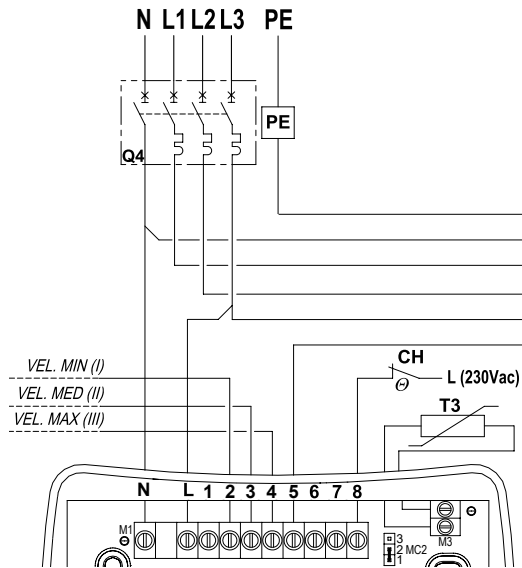 N L1 L2 L3 PE
PE
Q4
VEL. MIN (I)
CH
L (230Vac)
VEL. MED (II)
T3
VEL. MAX (III)
N L 1 2 3 4 5 6 7 8
M1
3
2 MC2
1
M3